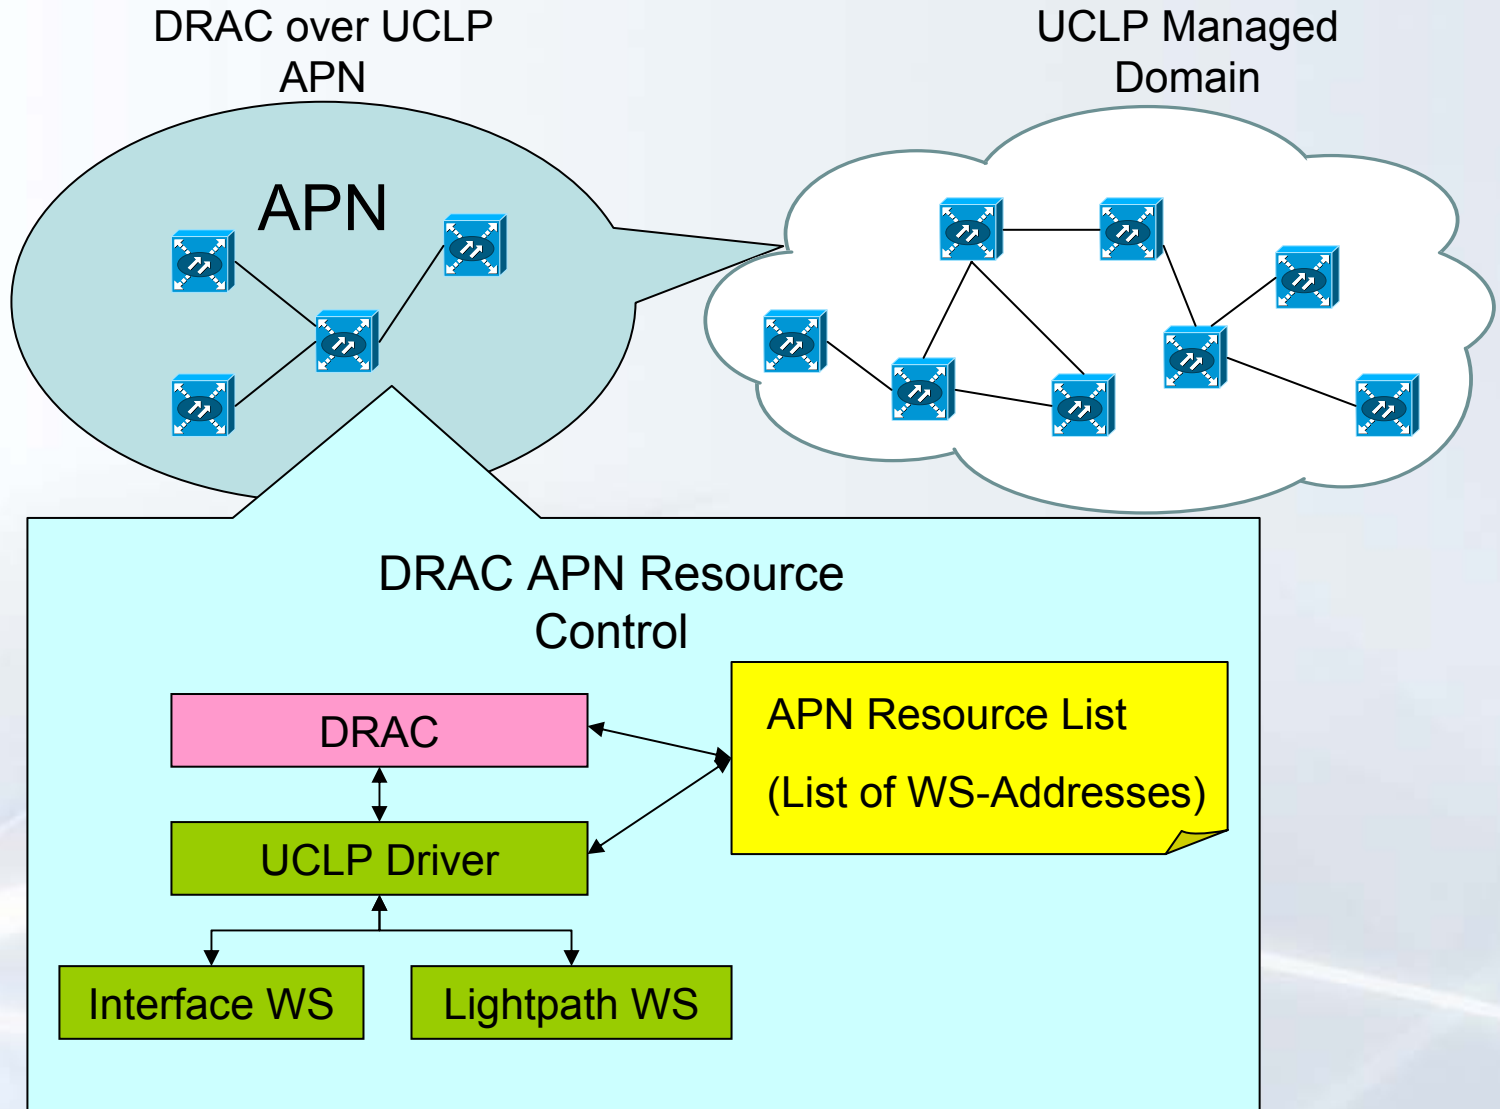 DRAC over UCLP
APN
UCLP Managed
Domain
APN
DRAC APN Resource
Control
DRAC
APN Resource List
(List of WS-Addresses)
UCLP Driver
Interface WS
Lightpath WS